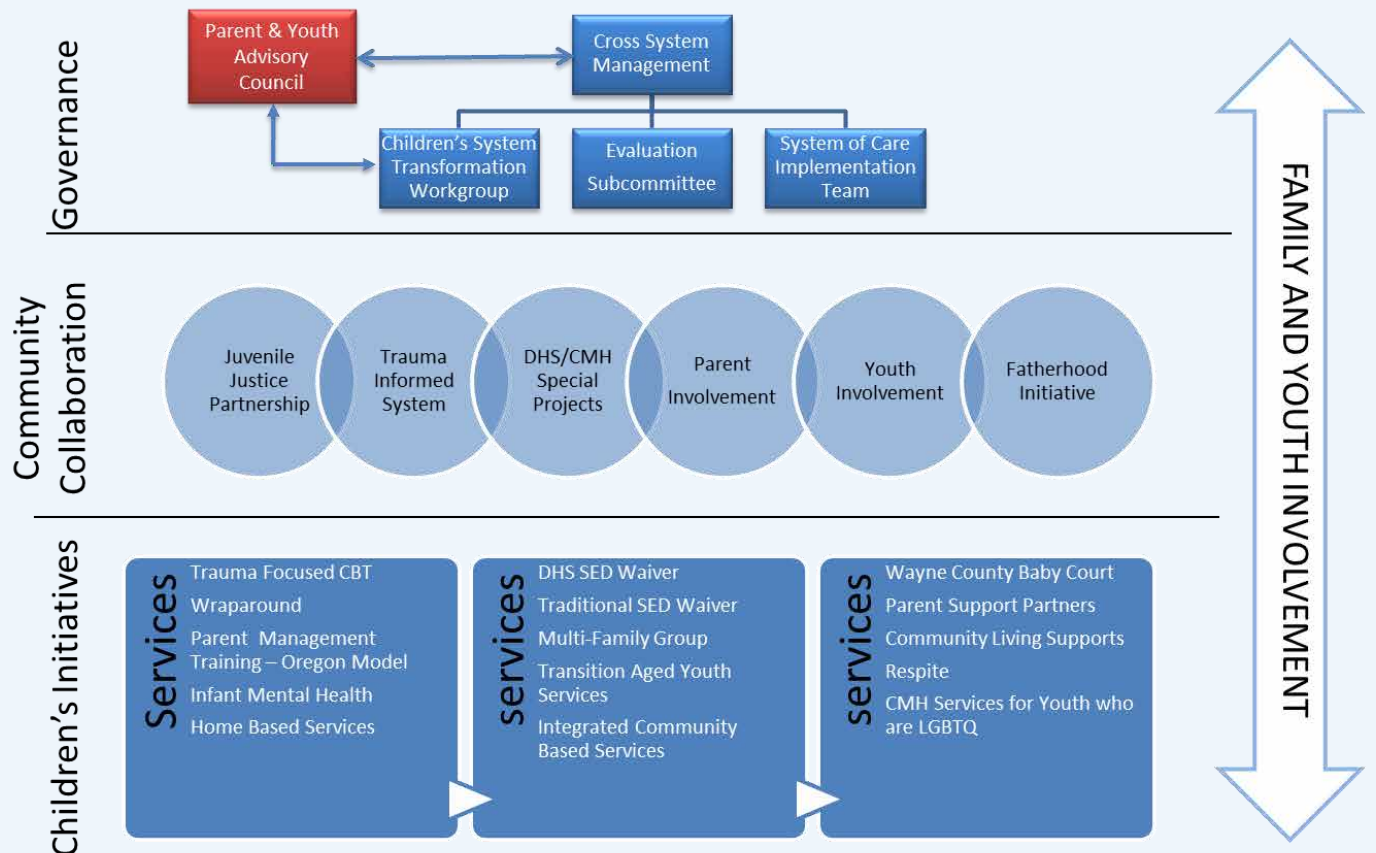 Governance
Parent & Youth
Advisory
Council
Cross System
Management
Children's System
Transformation
Workgroup
Evaluation
Subcommittee
System of Care
Implementation
Team
Community
Collaboration
Juvenile
Justice
Partnership
Trauma
Informed
System
DHS/CMH
Special
Projects
Parent
Involvement
Youth
Involvement
Fatherhood
Initiative
Children's Initiatives
Services
Trauma Focused CBT
Wraparound
Parent Management
Training – Oregon Model
Infant Mental Health
Home Based Services
services
DHS SED Waiver
Traditional SED Waiver
Multi-Family Group
Transition Aged Youth
Services
Integrated Community
Based Services
services
Wayne County Baby Court
Parent Support Partners
Community Living Supports
Respite
CMH Services for Youth who
are LGBTQ
FAMILY AND YOUTH INVOLVEMENT